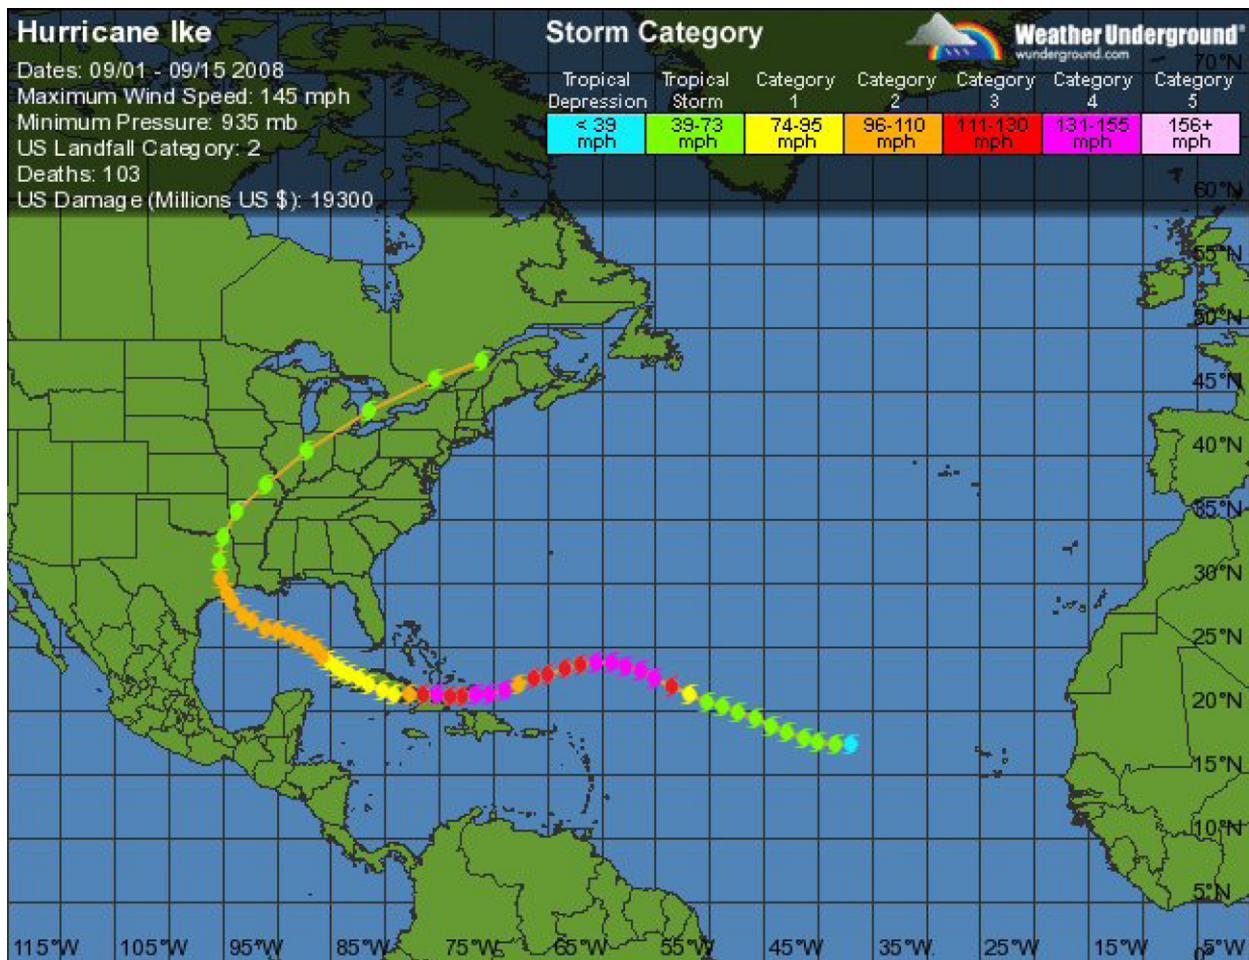 Hurricane Ike
Dates: 09/01 - 09/15 2008
Maximum Wind Speed: 145 mph
Minimum Pressure: 935 mb
US Landfall Category: 2
Deaths: 103
US Damage (Millions US $): 19300
Storm Category
Weather Underground®
wunderground.com
Tropical Depression
Tropical Storm
Category 1
Category 2
Category 3
Category 4
Category 5
< 39 mph
39-73 mph
74-95 mph
96-110 mph
111-130 mph
131-155 mph
156+ mph
70°N
60°N
55°N
50°N
45°N
40°N
35°N
30°N
25°N
20°N
15°N
10°N
5°N
0°
115°W 105°W 95°W 85°W 75°W 65°W 55°W 45°W 35°W 25°W 15°W 5°W